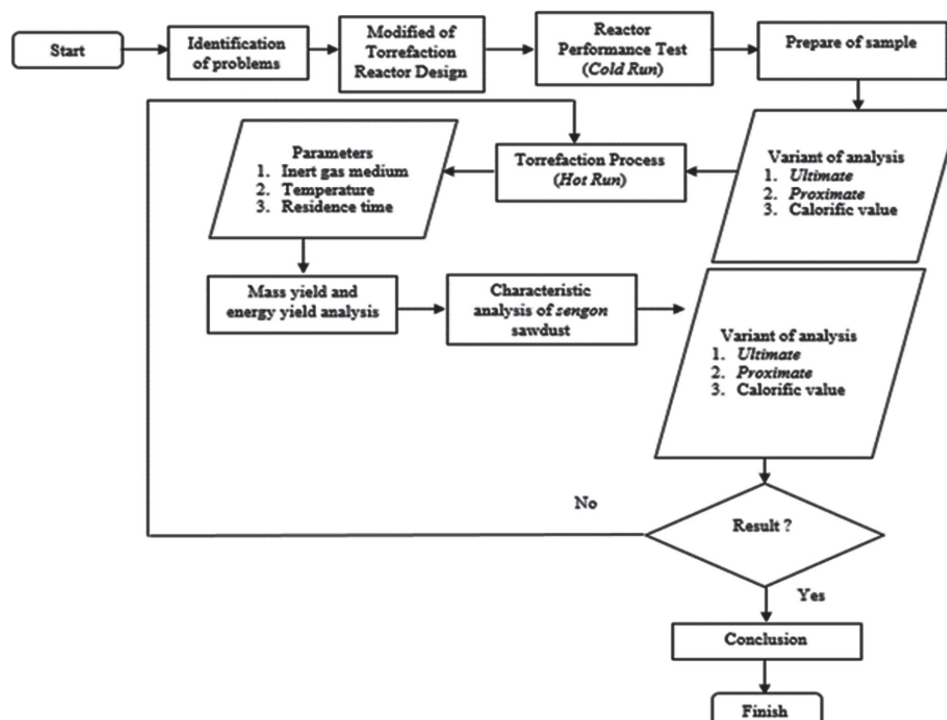 Start
Identification
of problems
Modified of
Torrefaction
Reactor Design
Reactor
Performance Test
(Cold Run)
Prepare of sample
Variant of analysis
1. Ultimate
2. Proximate
3. Calorific value
Torrefaction Process
(Hot Run)
Parameters
1. Inert gas medium
2. Temperature
3. Residence time
Mass yield and
energy yield analysis
Characteristic
analysis of sengon
sawdust
Variant of analysis
1. Ultimate
2. Proximate
3. Calorific value
Result ?
No
Yes
Conclusion
Finish